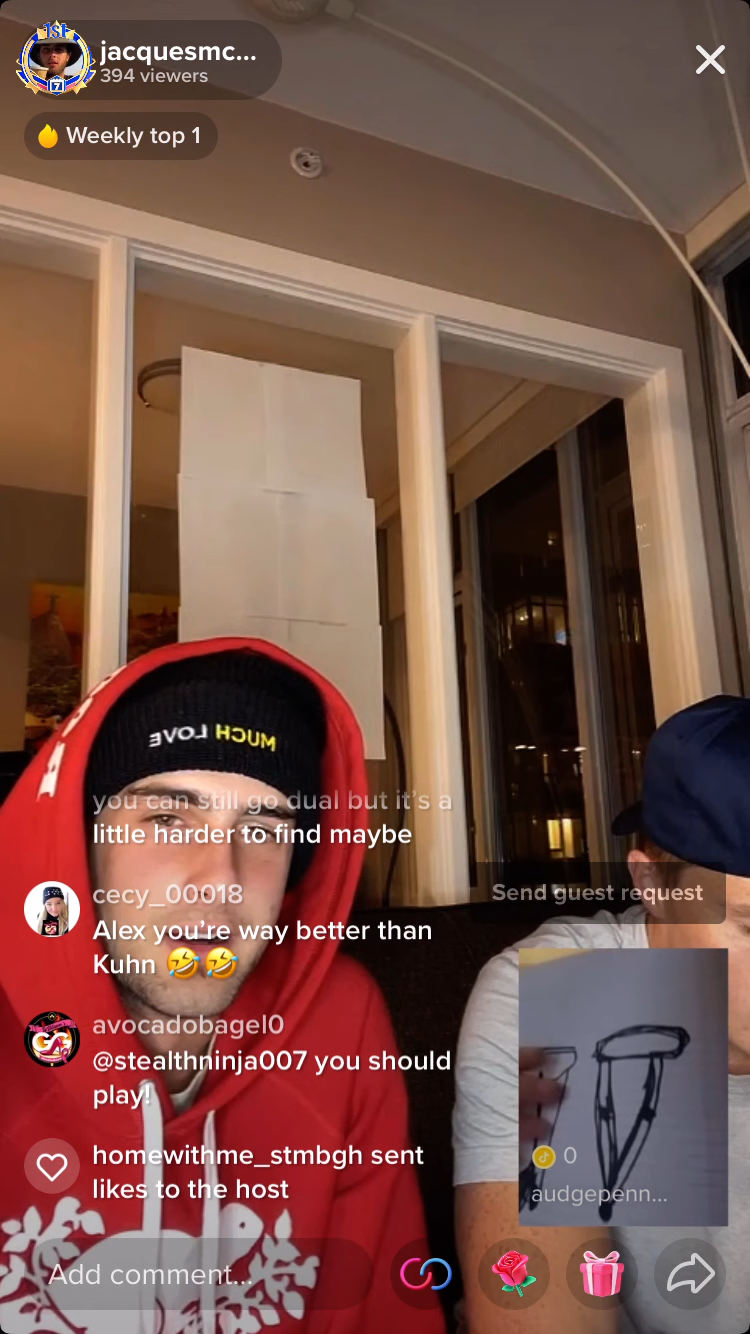 1st
jacquesmc...
394 viewers
7
Weekly top 1
MUCH LOVE
you can still go dual but it's a
little harder to find maybe
cecy_00018
Send guest request
Alex you're way better than
Kuhn 🤣🤣
avocadobagel0
@stealthninja007 you should
play!
0
homewithme_stmbgh sent
likes to the host
audgepenn...
Add comment...